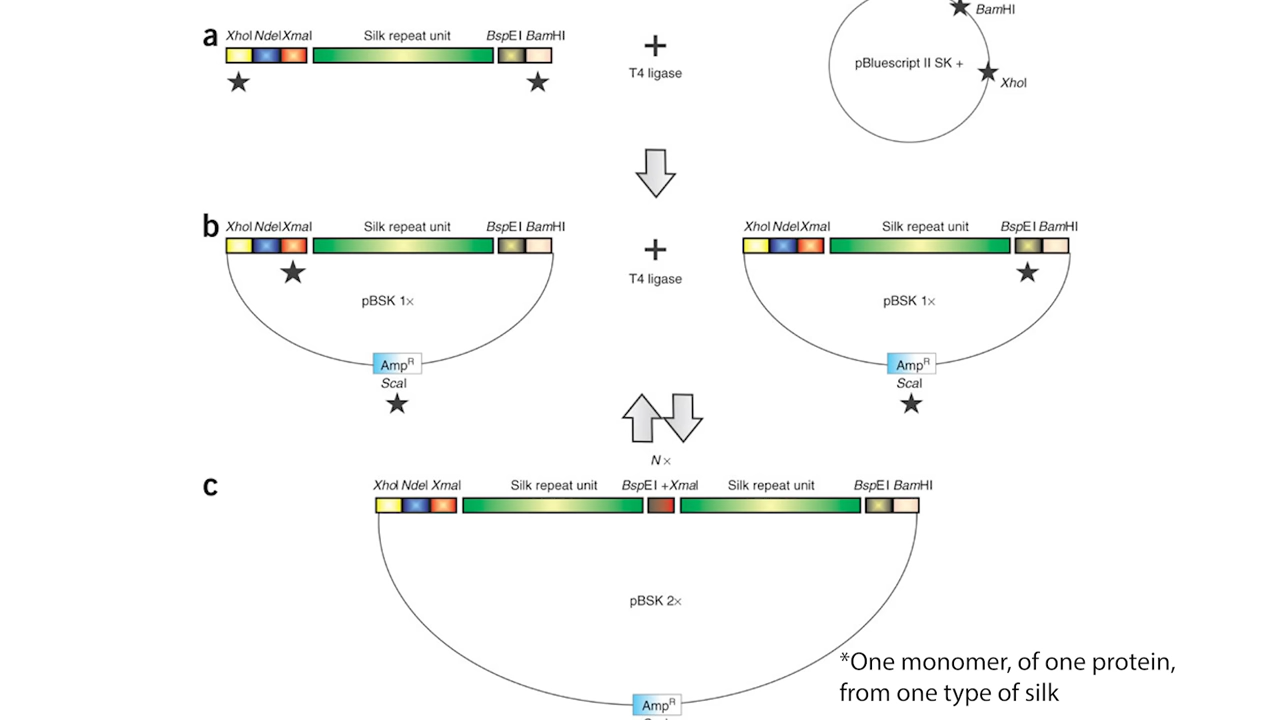 BamHI
a
XhoI NdeI XmaI Silk repeat unit BspEI BamHI
+
T4 ligase
pBluescript II SK +
XhoI
b
XhoI NdeI XmaI Silk repeat unit BspEI BamHI
+
T4 ligase
XhoI NdeI XmaI Silk repeat unit BspEI BamHI
pBSK 1×
pBSK 1×
AmpR
ScaI
AmpR
ScaI
N ×
c
XhoI NdeI XmaI Silk repeat unit BspEI +XmaI Silk repeat unit BspEI BamHI
pBSK 2×
*One monomer, of one protein,
from one type of silk
AmpR